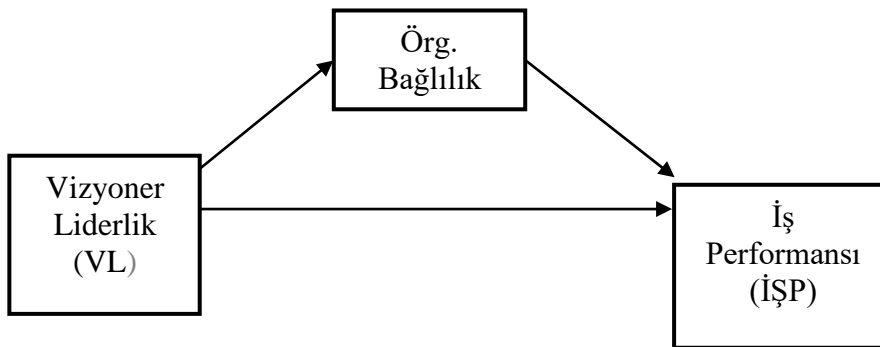 Örg.
Bağlılık
Vizyoner
Liderlik
(VL)
İş
Performansı
(İŞP)